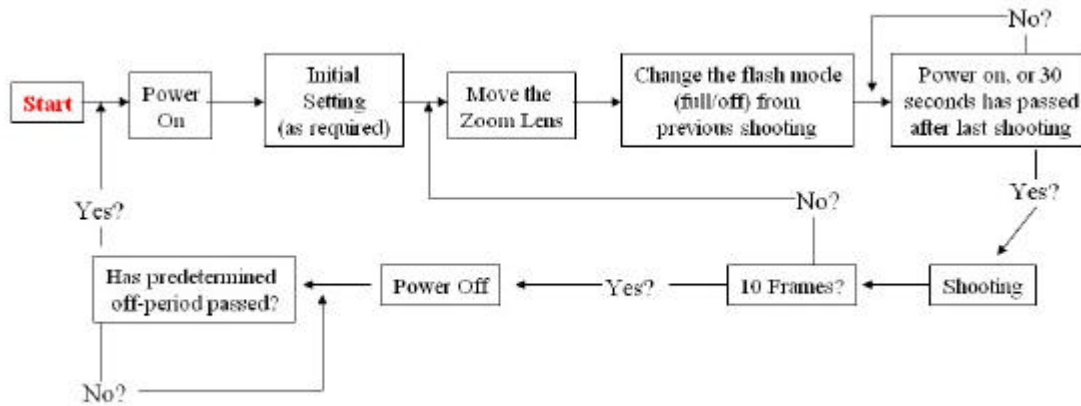 No?
Start
Power
On
Initial
Setting
(as required)
Move the
Zoom Lens
Change the flash mode
(full/off) from
previous shooting
Power on, or 30
seconds has passed
after last shooting
Yes?
No?
Yes?
Has predetermined
off-period passed?
Power Off
Yes?
10 Frames?
Shooting
No?